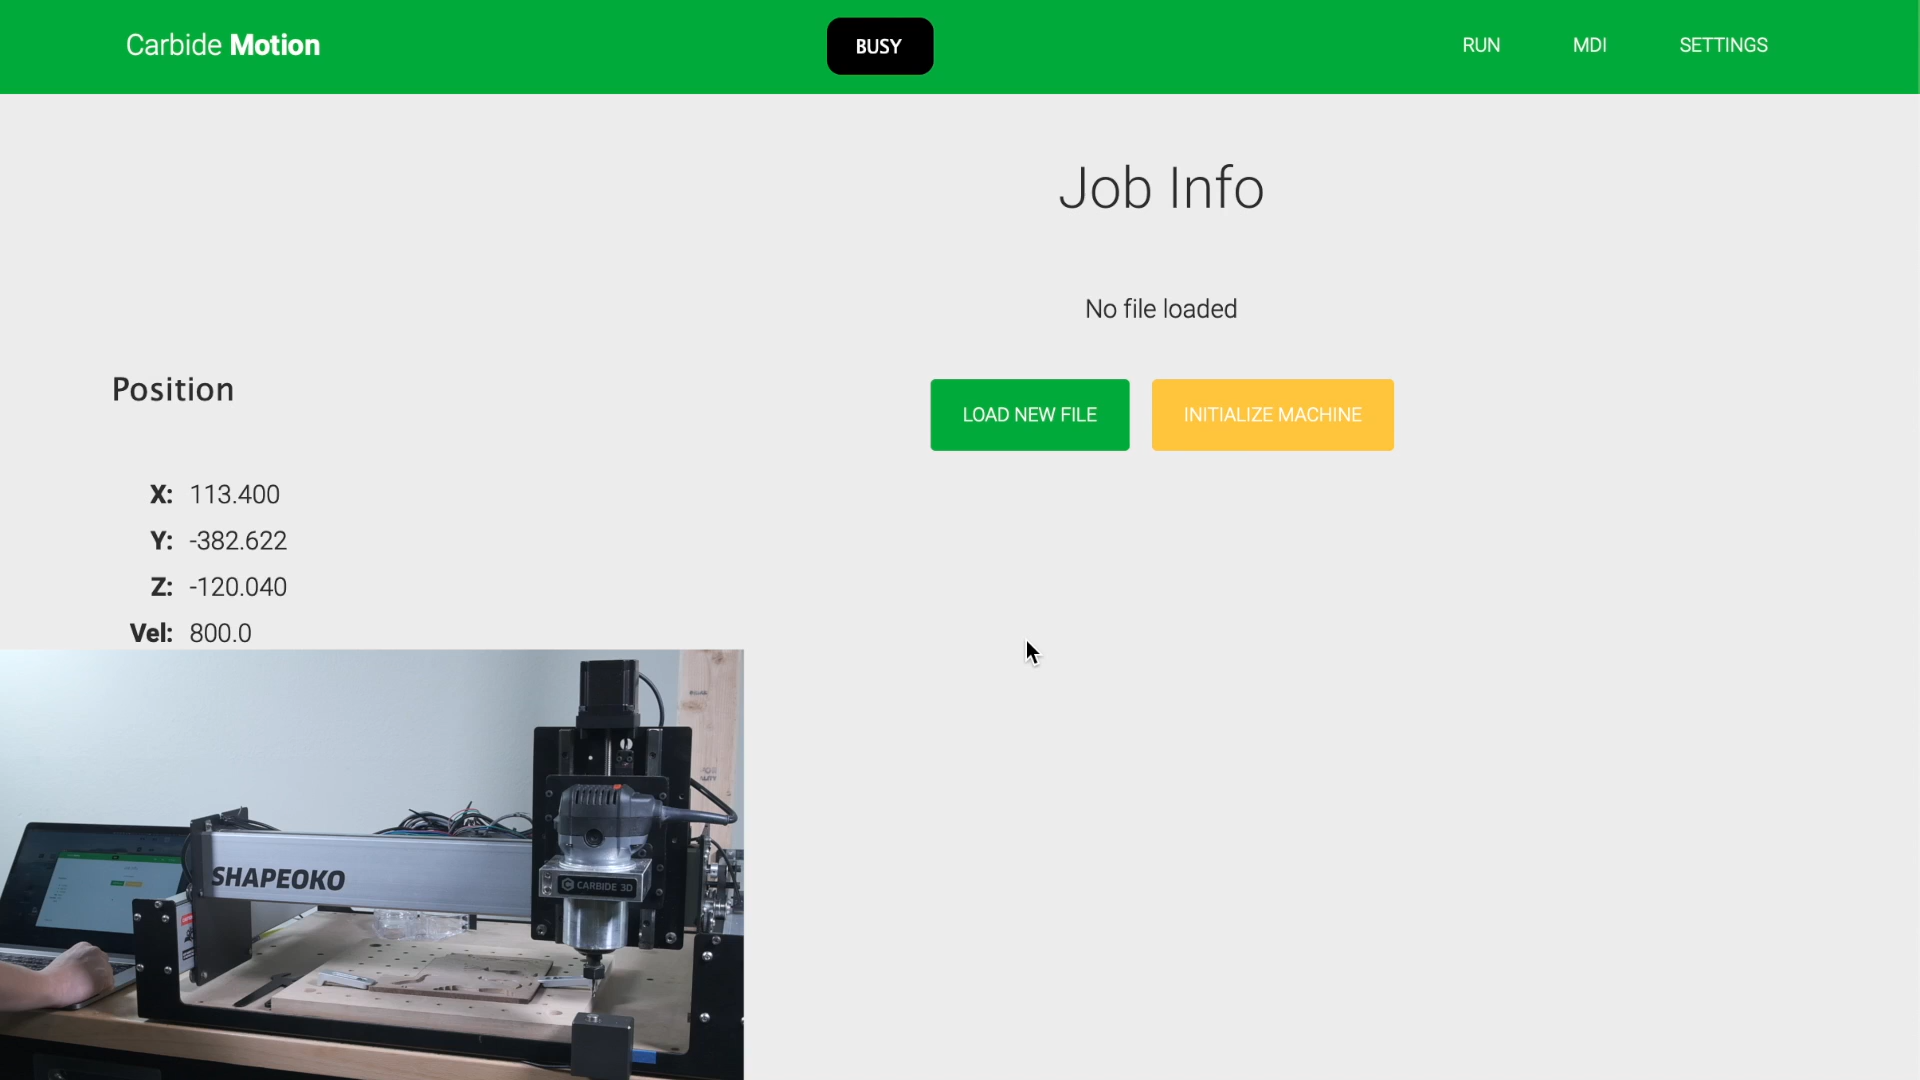 Carbide Motion
BUSY
RUN
MDI
SETTINGS
Job Info
No file loaded
LOAD NEW FILE
INITIALIZE MACHINE
Position
X: 113.400
Y: -382.622
Z: -120.040
Vel: 800.0
SHAPEOKO
CARBIDE 3D